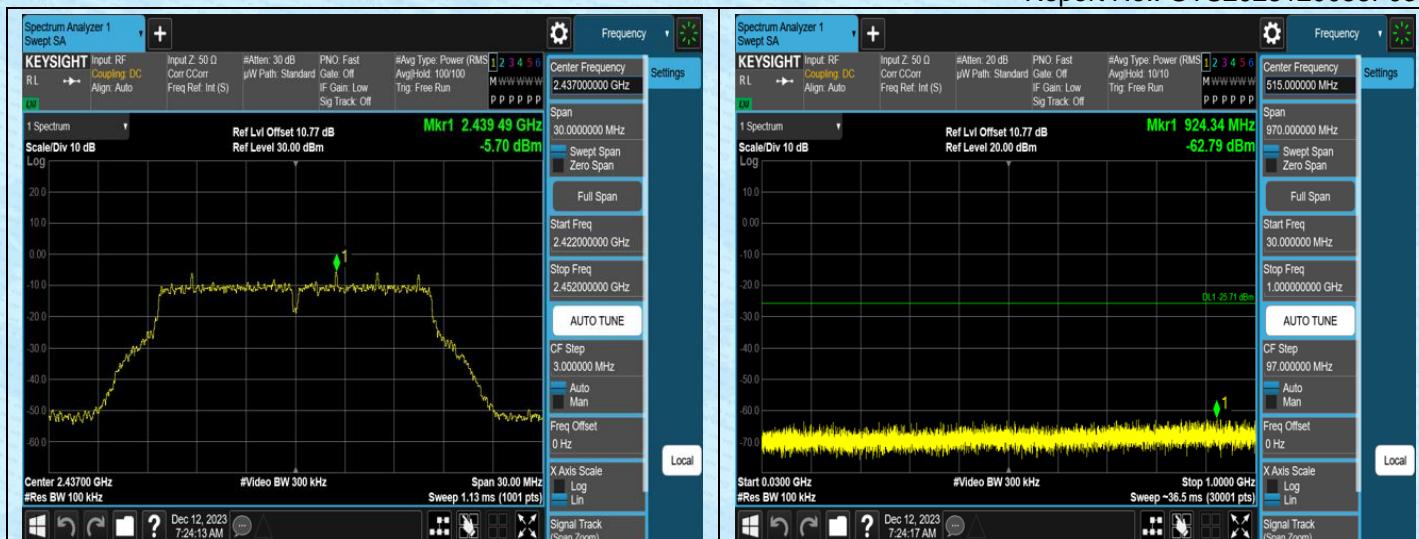 Spectrum Analyzer 1
Swept SA
+
Frequency
KEYSIGHT
RL
LXI
Input: RF
Coupling: DC
Align: Auto
Input Z: 50 Ω
Corr CCorr
Freq Ref: Int (S)
#Atten: 30 dB
µW Path: Standard
PNO: Fast
Gate: Off
IF Gain: Low
Sig Track: Off
#Avg Type: Power (RMS
Avg|Hold: 100/100
Trig: Free Run
1 2 3 4 5 6
M W W W W W
P P P P P P
Center Frequency
2.437000000 GHz
Settings
Span
30.0000000 MHz
Swept Span
Zero Span
Full Span
Start Freq
2.422000000 GHz
Stop Freq
2.452000000 GHz
AUTO TUNE
CF Step
3.000000 MHz
Auto
Man
Freq Offset
0 Hz
X Axis Scale
Log
Lin
Signal Track
(Span Zoom)
Local
1 Spectrum
Scale/Div 10 dB
Log
Ref Lvl Offset 10.77 dB
Ref Level 30.00 dBm
Mkr1 2.439 49 GHz
-5.70 dBm
20.0
10.0
0.00
-10.0
-20.0
-30.0
-40.0
-50.0
-60.0
1
Center 2.43700 GHz
#Res BW 100 kHz
#Video BW 300 kHz
Span 30.00 MHz
Sweep 1.13 ms (1001 pts)
?
Dec 12, 2023
7:24:13 AM
Spectrum Analyzer 1
Swept SA
+
Frequency
KEYSIGHT
RL
LXI
Input: RF
Coupling: DC
Align: Auto
Input Z: 50 Ω
Corr CCorr
Freq Ref: Int (S)
#Atten: 20 dB
µW Path: Standard
PNO: Fast
Gate: Off
IF Gain: Low
Sig Track: Off
#Avg Type: Power (RMS
Avg|Hold: 10/10
Trig: Free Run
1 2 3 4 5 6
M W W W W W
P P P P P P
Center Frequency
515.000000 MHz
Settings
Span
970.000000 MHz
Swept Span
Zero Span
Full Span
Start Freq
30.000000 MHz
Stop Freq
1.000000000 GHz
AUTO TUNE
CF Step
97.000000 MHz
Auto
Man
Freq Offset
0 Hz
X Axis Scale
Log
Lin
Signal Track
(Span Zoom)
Local
1 Spectrum
Scale/Div 10 dB
Log
Ref Lvl Offset 10.77 dB
Ref Level 20.00 dBm
Mkr1 924.34 MHz
-62.79 dBm
10.0
0.00
-10.0
-20.0
-30.0
-40.0
-50.0
-60.0
-70.0
DL1 -25.71 dBm
1
Start 0.0300 GHz
#Res BW 100 kHz
#Video BW 300 kHz
Stop 1.0000 GHz
Sweep ~36.5 ms (30001 pts)
?
Dec 12, 2023
7:24:17 AM